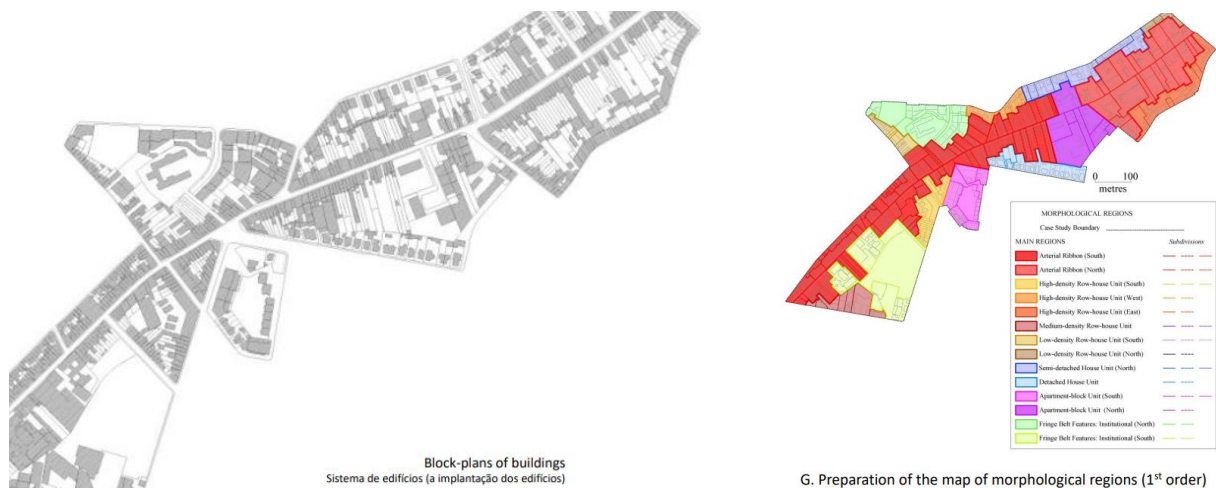 Block-plans of buildings
Sistema de edifícios (a implantação dos edifícios)
0 100
metres
MORPHOLOGICAL REGIONS
Case Study Boundary
MAIN REGIONS Subdivisions
Arterial Ribbon (South)
Arterial Ribbon (North)
High-density Row-house Unit (South)
High-density Row-house Unit (West)
High-density Row-house Unit (East)
Medium-density Row-house Unit
Low-density Row-house Unit (South)
Low-density Row-house Unit (North)
Semi-detached House Unit (North)
Detached House Unit
Apartment-block Unit (South)
Apartment-block Unit (North)
Fringe Belt Features: Institutional (North)
Fringe Belt Features: Institutional (South)
G. Preparation of the map of morphological regions (1st order)